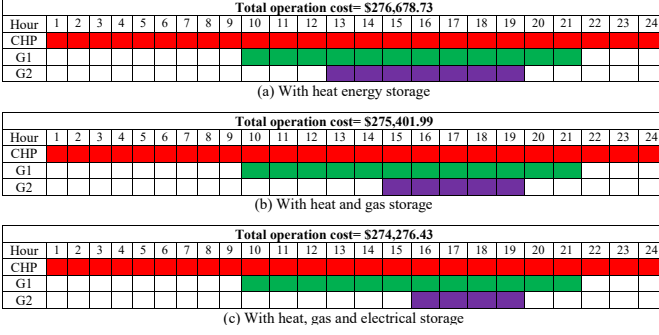 Total operation cost= $276,678.73
Hour 1 2 3 4 5 6 7 8 9 10 11 12 13 14 15 16 17 18 19 20 21 22 23 24
CHP
G1
G2
(a) With heat energy storage
Total operation cost= $275,401.99
Hour 1 2 3 4 5 6 7 8 9 10 11 12 13 14 15 16 17 18 19 20 21 22 23 24
CHP
G1
G2
(b) With heat and gas storage
Total operation cost= $274,276.43
Hour 1 2 3 4 5 6 7 8 9 10 11 12 13 14 15 16 17 18 19 20 21 22 23 24
CHP
G1
G2
(c) With heat, gas and electrical storage